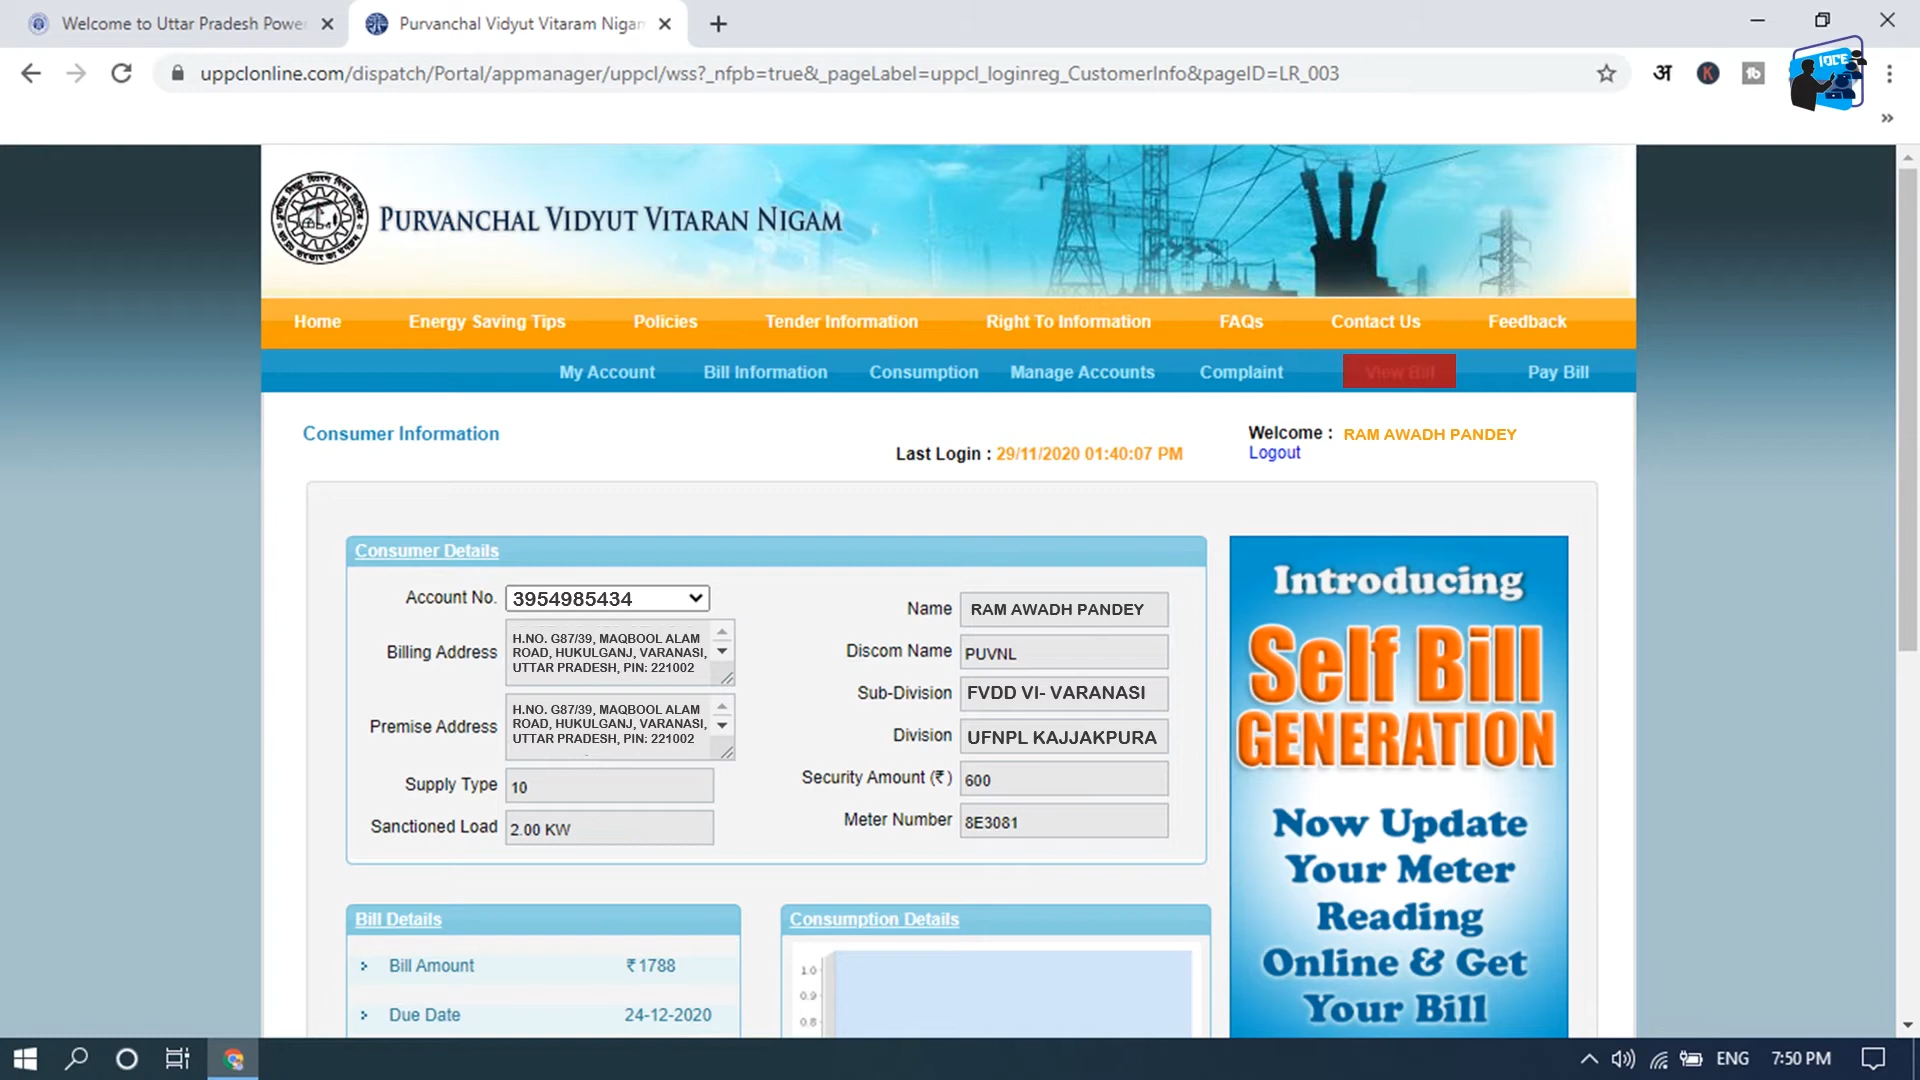 Welcome to Uttar Pradesh Power
Purvanchal Vidyut Vitaram Nigam
uppclonline.com/dispatch/Portal/appmanager/uppcl/wss?_nfpb=true&_pageLabel=uppcl_loginreg_CustomerInfo&pageID=LR_003
अ
K
tb
IOCE
PURVANCHAL VIDYUT VITARAN NIGAM
Home Energy Saving Tips Policies Tender Information Right To Information FAQs Contact Us Feedback
My Account Bill Information Consumption Manage Accounts Complaint View Bill Pay Bill
Consumer Information
Last Login : 29/11/2020 01:40:07 PM
Welcome : RAM AWADH PANDEY
Logout
Consumer Details
Account No. 3954985434
Billing Address H.NO. G87/39, MAQBOOL ALAM
ROAD, HUKULGANJ, VARANASI,
UTTAR PRADESH, PIN: 221002
Premise Address H.NO. G87/39, MAQBOOL ALAM
ROAD, HUKULGANJ, VARANASI,
UTTAR PRADESH, PIN: 221002
Supply Type 10
Sanctioned Load 2.00 KW
Name RAM AWADH PANDEY
Discom Name PUVNL
Sub-Division FVDD VI- VARANASI
Division UFNPL KAJJAKPURA
Security Amount (₹) 600
Meter Number 8E3081
Introducing
Self Bill
GENERATION
Now Update
Your Meter
Reading
Online & Get
Your Bill
Bill Details
Bill Amount ₹1788
Due Date 24-12-2020
Consumption Details
1.0
0.9
0.8
ENG 7:50 PM